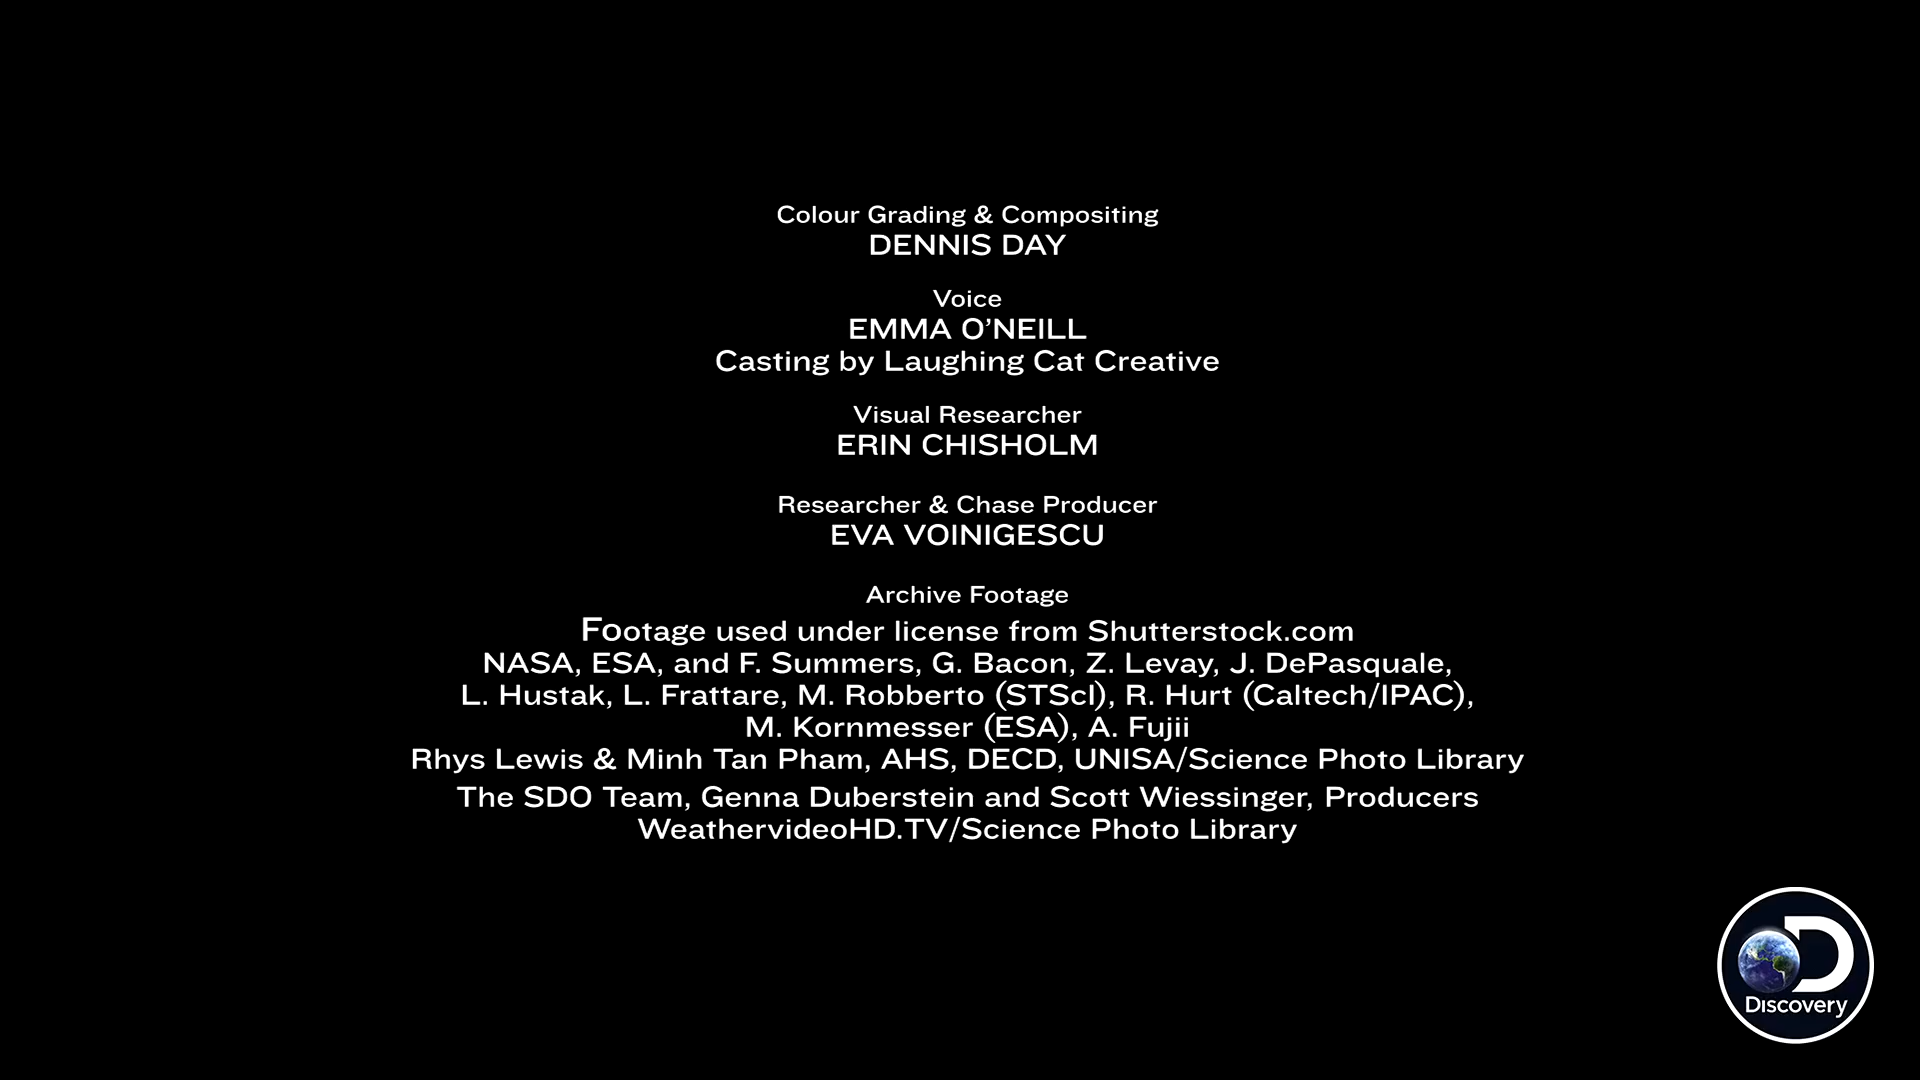 Colour Grading & Compositing
DENNIS DAY
Voice
EMMA O’NEILL
Casting by Laughing Cat Creative
Visual Researcher
ERIN CHISHOLM
Researcher & Chase Producer
EVA VOINIGESCU
Archive Footage
Footage used under license from Shutterstock.com
NASA, ESA, and F. Summers, G. Bacon, Z. Levay, J. DePasquale,
L. Hustak, L. Frattare, M. Robberto (STScI), R. Hurt (Caltech/IPAC),
M. Kornmesser (ESA), A. Fujii
Rhys Lewis & Minh Tan Pham, AHS, DECD, UNISA/Science Photo Library
The SDO Team, Genna Duberstein and Scott Wiessinger, Producers
WeathervideoHD.TV/Science Photo Library
D
Discovery